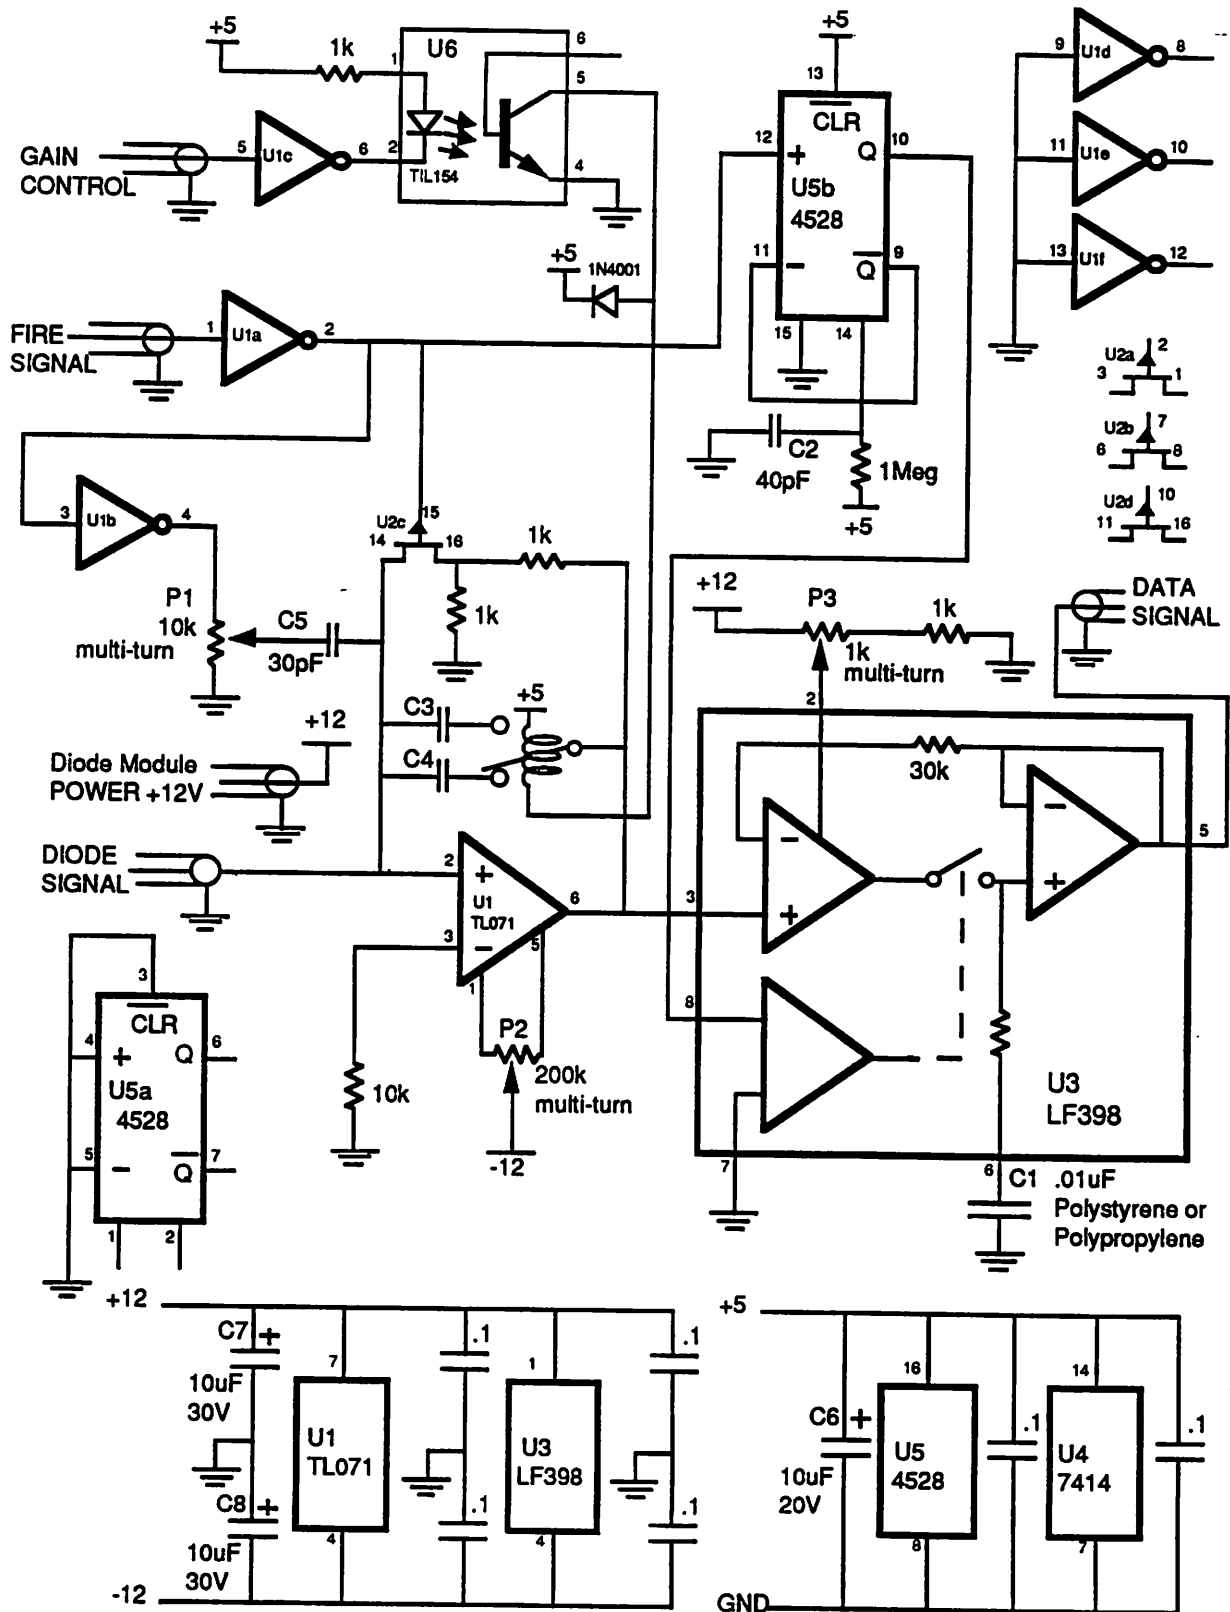 +5
1k
U6
1
6
5
2
4
TIL154
GAIN
CONTROL
5
U1c
6
+5
13
CLR
12
+
Q
10
U5b
4528
11
−
Q
9
15
14
9
U1d
8
11
U1e
10
13
U1f
12
+5
1N4001
FIRE
SIGNAL
1
U1a
2
C2
40pF
1Meg
+5
U2a
2
3
1
U2b
7
6
8
U2d
10
11
16
3
U1b
4
U2c
15
14
16
1k
1k
P1
10k
multi-turn
C5
30pF
+12
P3
1k
1k
multi-turn
DATA
SIGNAL
C3
C4
+5
+12
Diode Module
POWER +12V
2
30k
−
+
−
+
5
DIODE
SIGNAL
2
+
U1
TL071
6
3
−
5
1
3
8
P2
200k
multi-turn
-12
10k
U3
LF398
7
6
C1 .01uF
Polystyrene or
Polypropylene
3
CLR
4
+
Q
6
U5a
4528
5
−
Q
7
1
2
+12
C7
+
10uF
30V
C8
+
10uF
30V
-12
7
U1
TL071
4
.1
.1
1
U3
LF398
4
.1
.1
+5
C6
+
10uF
20V
16
U5
4528
8
.1
14
U4
7414
7
.1
GND